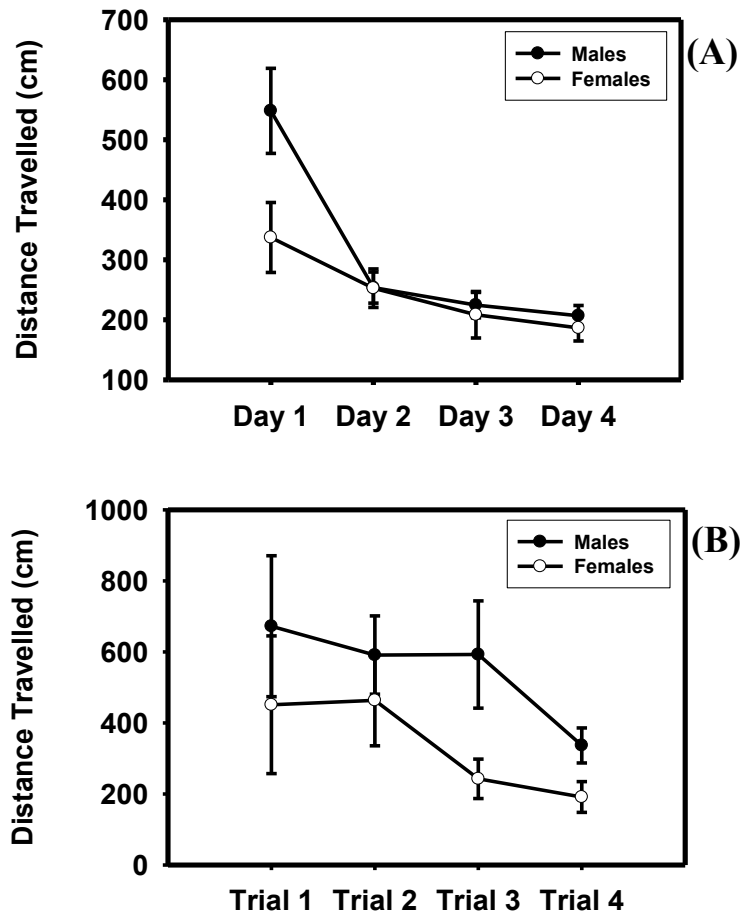 700
600
500
400
300
200
100
Distance Travelled (cm)
Males
Females
(A)
Day 1 Day 2 Day 3 Day 4
1000
800
600
400
200
0
Distance Travelled (cm)
Males
Females
(B)
Trial 1 Trial 2 Trial 3 Trial 4